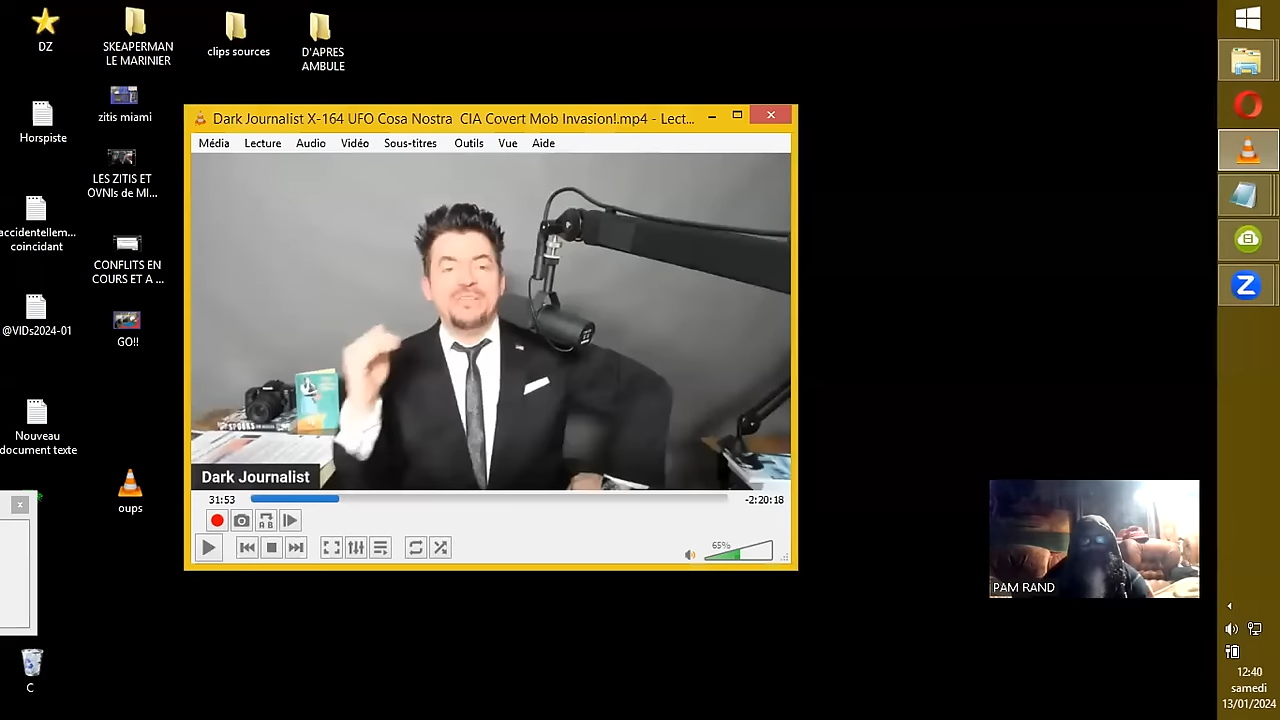 DZ
SKEAPERMAN
LE MARINIER
clips sources
D'APRES
AMBULE
Horspiste
zitis miami
LES ZITIS ET
OVNIs de MI...
accidentellem...
coincidant
CONFLITS EN
COURS ET A ...
@VIDs2024-01
GO!!
Nouveau
document texte
oups
x
C
Dark Journalist X-164 UFO Cosa Nostra  CIA Covert Mob Invasion!.mp4 - Lect...
Média Lecture Audio Vidéo Sous-titres Outils Vue Aide
SPOOKS
Dark Journalist
31:53
-2:20:18
A B
65%
PAM RAND
Z
12:40
samedi
13/01/2024